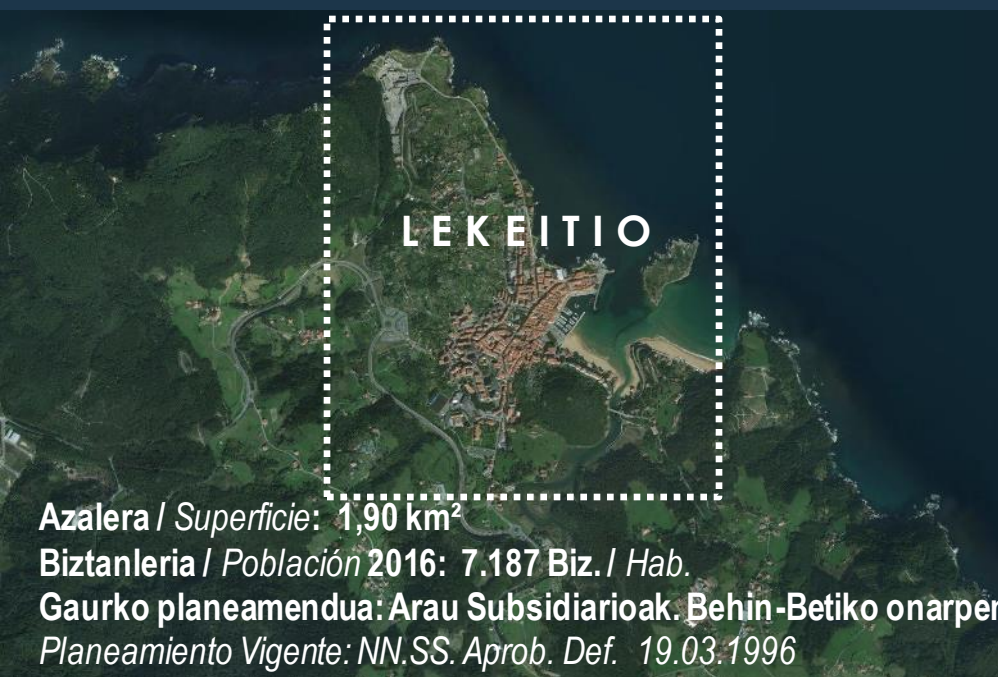 LEKEITIO
Azalera / Superficie: 1,90 km²
Biztanleria / Población 2016: 7.187 Biz. / Hab.
Gaurko planeamendua: Arau Subsidiarioak. Behin-Betiko onarper
Planeamiento Vigente: NN.SS. Aprob. Def. 19.03.1996